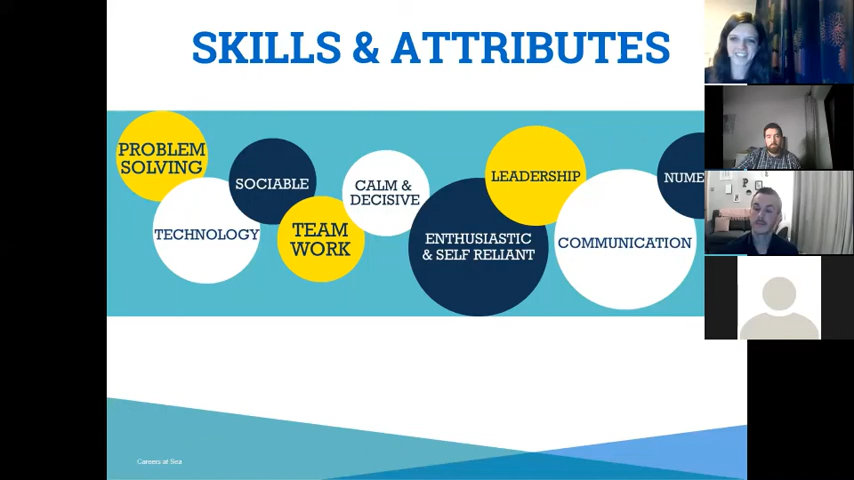 SKILLS & ATTRIBUTES
PROBLEM
SOLVING
TECHNOLOGY
SOCIABLE
TEAM
WORK
CALM &
DECISIVE
ENTHUSIASTIC
& SELF RELIANT
LEADERSHIP
COMMUNICATION
NUME
Careers at Sea